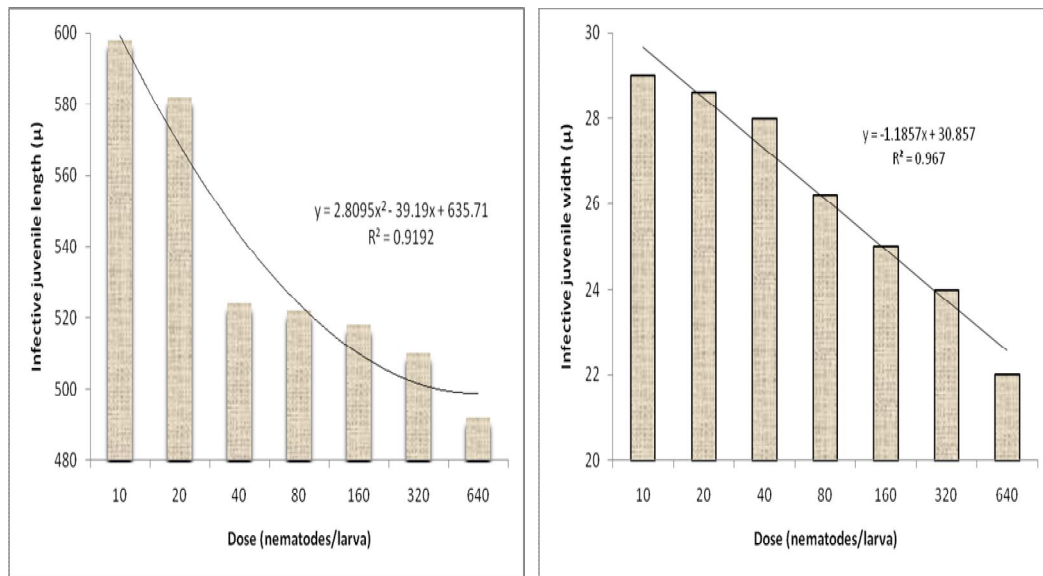 600
580
560
540
520
500
480
Infective juvenile length (µ)
y = 2.8095x² - 39.19x + 635.71
R² = 0.9192
10 20 40 80 160 320 640
Dose (nematodes/larva)
30
28
26
24
22
20
Infective juvenile width (µ)
y = -1.1857x + 30.857
R² = 0.967
10 20 40 80 160 320 640
Dose (nematodes/larva)